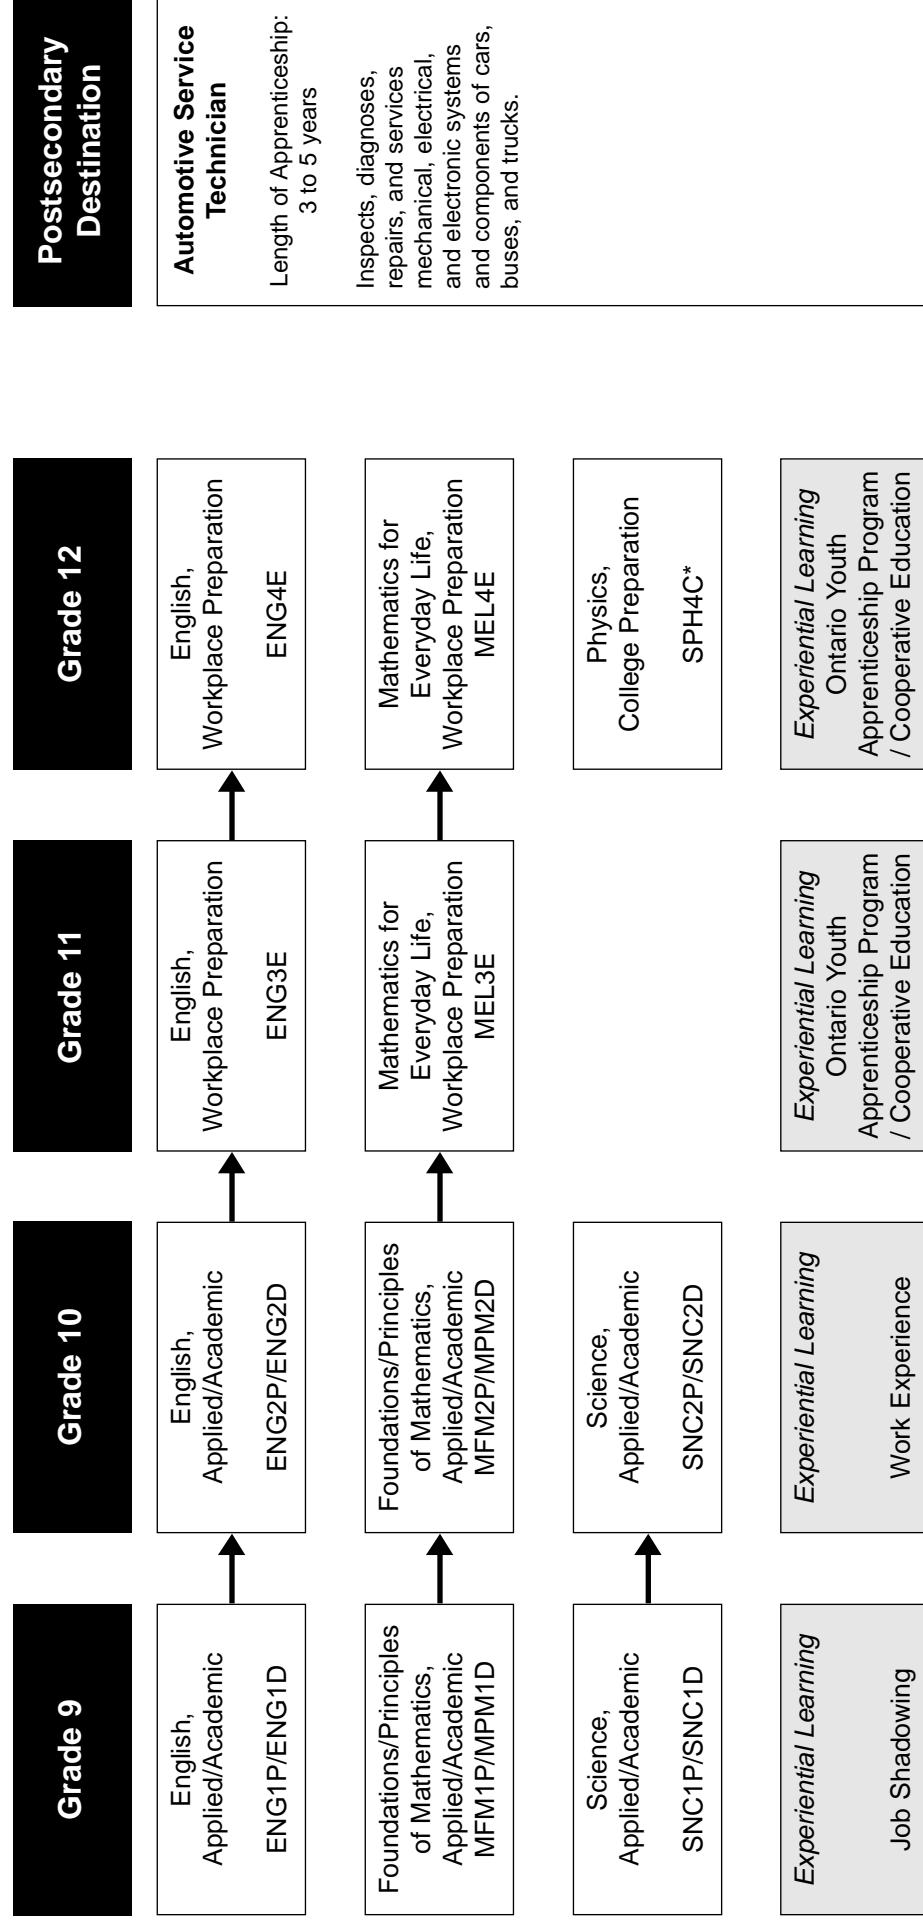 Grade 9
Grade 10
Grade 11
Grade 12
Postsecondary
Destination
English,
Applied/Academic
ENG1P/ENG1D
English,
Applied/Academic
ENG2P/ENG2D
English,
Workplace Preparation
ENG3E
English,
Workplace Preparation
ENG4E
Automotive Service
Technician
Length of Apprenticeship:
3 to 5 years
Inspects, diagnoses,
repairs, and services
mechanical, electrical,
and electronic systems
and components of cars,
buses, and trucks.
Foundations/Principles
of Mathematics,
Applied/Academic
MFM1P/MPM1D
Foundations/Principles
of Mathematics,
Applied/Academic
MFM2P/MPM2D
Mathematics for
Everyday Life,
Workplace Preparation
MEL3E
Mathematics for
Everyday Life,
Workplace Preparation
MEL4E
Science,
Applied/Academic
SNC1P/SNC1D
Science,
Applied/Academic
SNC2P/SNC2D
Physics,
College Preparation
SPH4C*
Experiential Learning
Job Shadowing
Experiential Learning
Work Experience
Experiential Learning
Ontario Youth
Apprenticeship Program
/ Cooperative Education
Experiential Learning
Ontario Youth
Apprenticeship Program
/ Cooperative Education